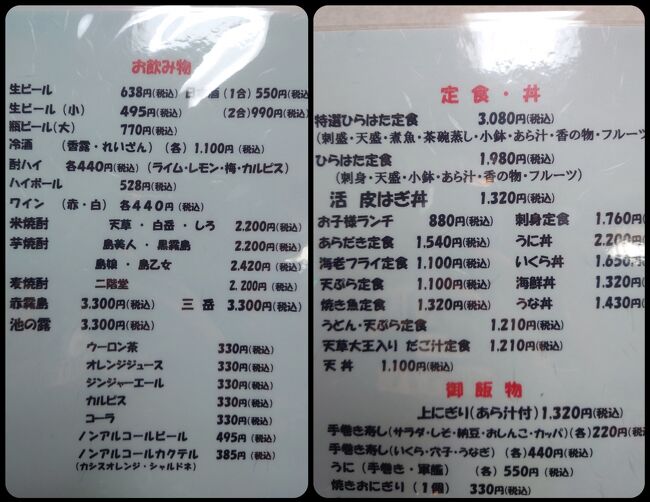 お飲み物
生ビール 638円(税込) 日本酒(1合) 550円(税込)
生ビール(小) 495円(税込) (2合)990円(税込)
瓶ビール(大) 770円(税込)
冷酒 (香露・れいざん) (各) 1,100円(税込)
酎ハイ 各440円(税込) (ライム・レモン・梅・カルピス)
ハイボール 528円(税込)
ワイン (赤・白) 各440円(税込)
米焼酎 天草・白岳・しろ 2.200円(税込)
芋焼酎 島美人・黒霧島 2.200円(税込)
島娘・島乙女 2.420円(税込)
麦焼酎 二階堂 2.200円(税込)
赤霧島 3.300円(税込) 三岳 3.300円(税込)
池の露 3.300円(税込)
ウーロン茶 330円(税込)
オレンジジュース 330円(税込)
ジンジャーエール 330円(税込)
カルピス 330円(税込)
コーラ 330円(税込)
ノンアルコールビール 495円(税込)
ノンアルコールカクテル 385円(税込)
(カシスオレンジ・シャルドネ)
定食・丼
特選ひらはた定食 3.080円(税込)
(刺盛・天盛・煮魚・茶碗蒸し・小鉢・あら汁・香の物・フルーツ
ひらはた定食 1.980円(税込)
(刺身・天盛・小鉢・あら汁・香の物・フルーツ)
活 皮はぎ丼 1.320円(税込)
お子様ランチ 880円(税込) 刺身定食 1.760円(税込)
あらだき定食 1.540円(税込) うに丼 2.200円(税込)
海老フライ定食 1.100円(税込) いくら丼 1.650円(税込)
天ぷら定食 1.100円(税込) 海鮮丼 1.320円(税込)
焼き魚定食 1.320円(税込) うな丼 1.430円(税込)
うどん・天ぷら定食 1.210円(税込)
天草大王入り だご汁定食 1.210円(税込)
天丼 1.100円(税込)
御飯物
上にぎり(あら汁付) 1.320円(税込)
手巻き寿し(サラダ・しそ・納豆・おしんこ・カッパ)(各) 220円(税込)
手巻き寿し(いくら・穴子・うなぎ) (各) 440円(税込)
うに (手巻き・軍艦) (各) 550円 (税込)
焼きおにぎり (1個) 330円(税込)